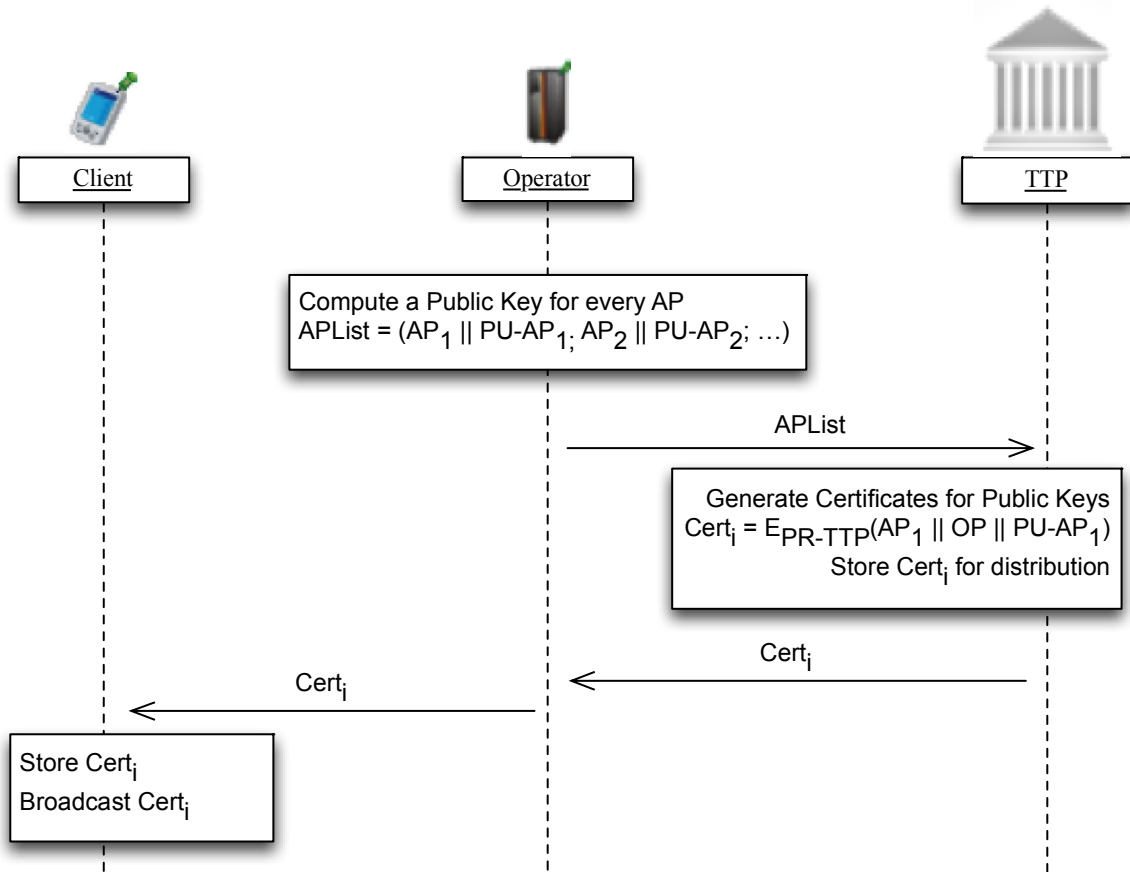 Client
Operator
TTP
Compute a Public Key for every AP
APList = (AP₁ || PU-AP₁; AP₂ || PU-AP₂; …)
APList
Generate Certificates for Public Keys
Certᵢ = E_PR-TTP(AP₁ || OP || PU-AP₁)
Store Certᵢ for distribution
Certᵢ
Certᵢ
Store Certᵢ
Broadcast Certᵢ